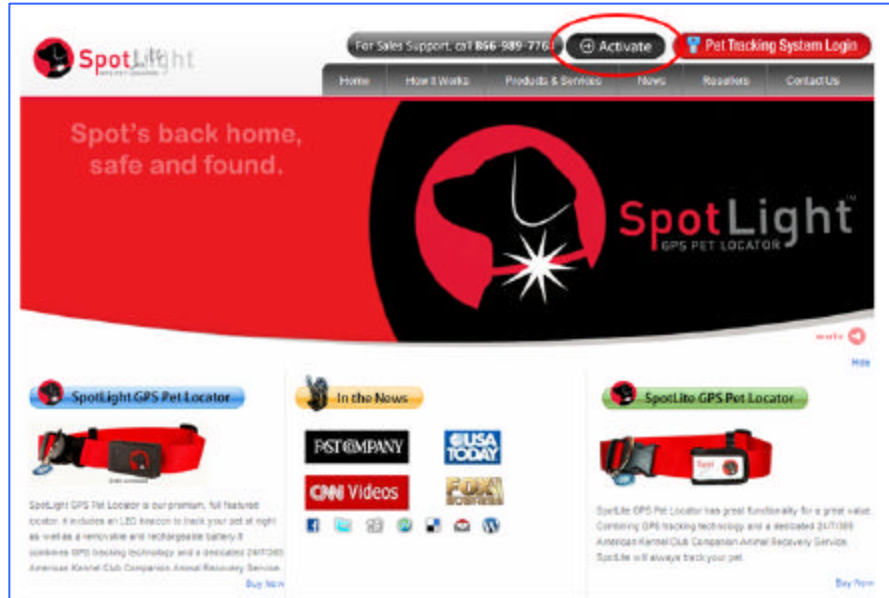 SpotLight
GPS PET LOCATOR
For Sales Support, call 866-989-7763
Activate
Pet Tracking System Login
Home
How It Works
Products & Services
News
Resellers
Contact Us
Spot's back home,
safe and found.
SpotLight™
GPS PET LOCATOR
Hide
SpotLight GPS Pet Locator
SpotLight GPS Pet Locator is our premium, full featured
locator. It includes an LED beacon to track your pet at night
as well as a removable and rechargeable battery. It
combines GPS tracking technology and a dedicated 24/7/365
American Kennel Club Companion Animal Recovery Service.
Buy Now
In the News
FAST COMPANY
USA
TODAY
CNN Videos
FOX
BUSINESS
SpotLite GPS Pet Locator
Spot
SpotLite GPS Pet Locator has great functionality for a great value.
Combining GPS tracking technology and a dedicated 24/7/365
American Kennel Club Companion Animal Recovery Service,
SpotLite will always track your pet.
Buy Now